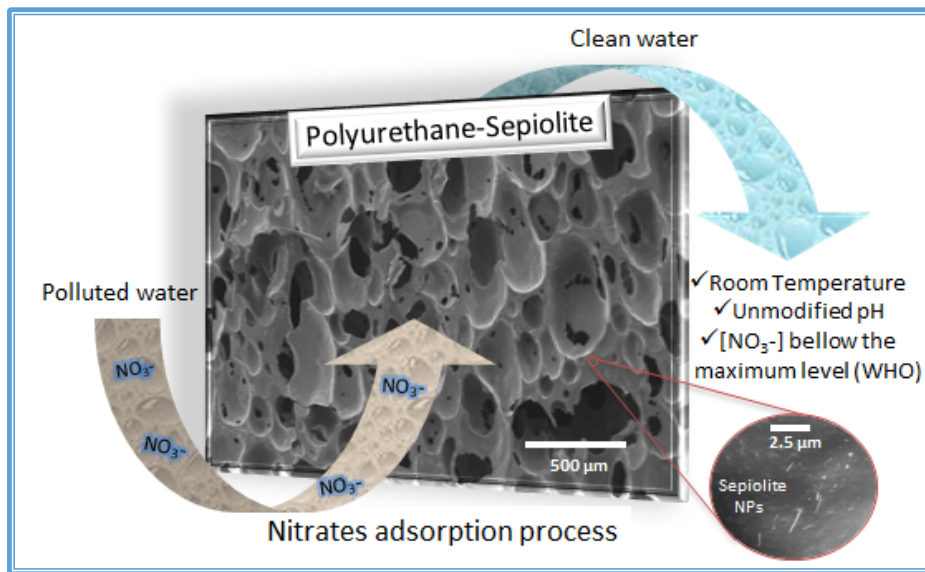 Clean water
Polyurethane-Sepiolite
Polluted water
NO₃-
NO₃-
NO₃-
NO₃-
✓Room Temperature
✓Unmodified pH
✓[NO₃-] bellow the
maximum level (WHO)
500 µm
2.5 µm
Sepiolite
NPs
Nitrates adsorption process